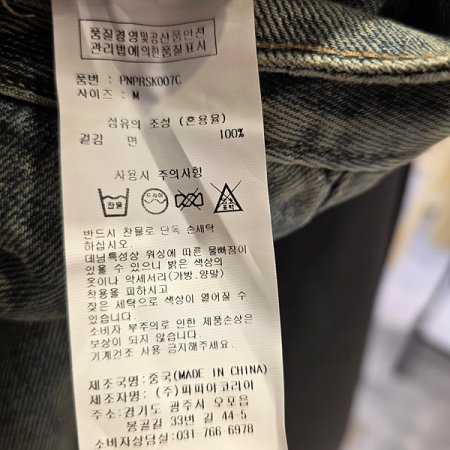 품질경영및공산품안전
관리법에의한품질표시
품번 : PNPRSK007C
사이즈 : M
섬유의 조성 (혼용율)
겉감 면 100%
사용시 주의사항
찬물 드라이 염소 표백
반드시 찬물로 단독 손세탁
하십시오.
데님특성상 워싱에 따른 물빠짐이
있을 수 있으니 밝은 색상의
옷이나 악세서리(가방,양말)
착용을 피하시고
잦은 세탁으로 색상이 옅어질 수
있습니다.
소비자 부주의로 인한 제품손상은
보상이 되지 않습니다.
기계건조 사용 금지해주세요.
제조국명:중국(MADE IN CHINA)
제조자명: (주)파파야코리아
주소:경기도 광주시 오포읍
봉골길 33번 길 44-5
소비자상담실:031-766-6978